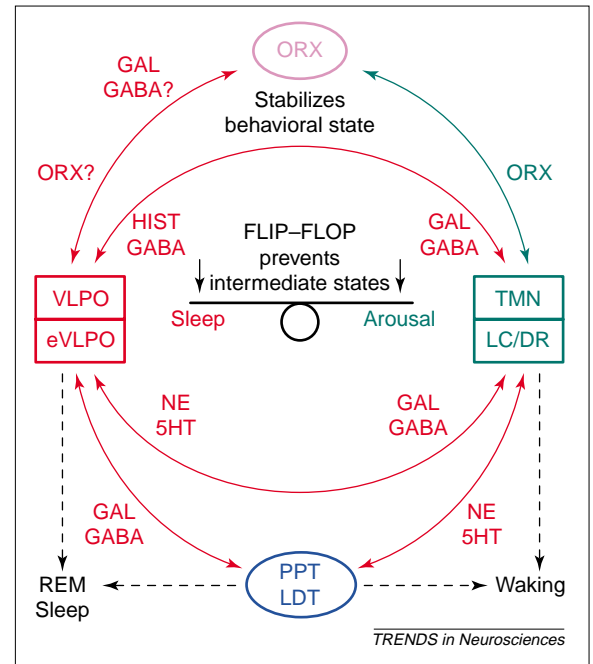 ORX
GAL
GABA?
Stabilizes
behavioral state
ORX?
ORX
HIST
GABA
FLIP–FLOP
prevents
intermediate states
GAL
GABA
VLPO
eVLPO
Sleep
Arousal
TMN
LC/DR
NE
5HT
GAL
GABA
GAL
GABA
NE
5HT
REM
Sleep
PPT
LDT
Waking
TRENDS in Neurosciences